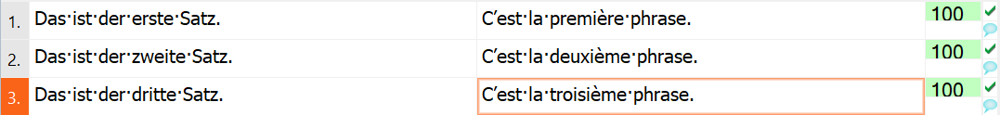 1. Das·ist·der·erste·Satz. C’est·la·première·phrase. 100
2. Das·ist·der·zweite·Satz. C’est·la·deuxième·phrase. 100
3. Das·ist·der·dritte·Satz. C’est·la·troisième·phrase. 100